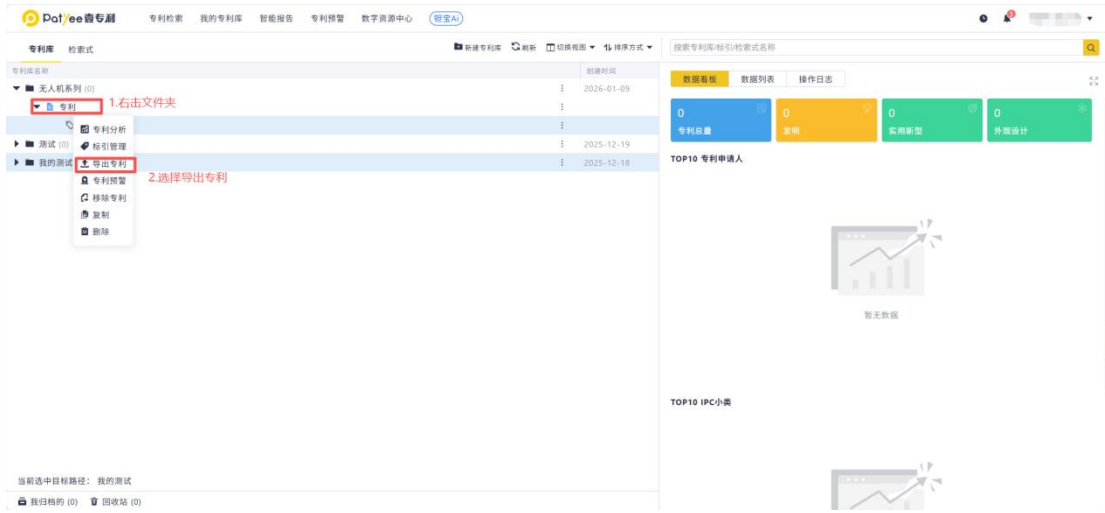 Patyee壹专利 专利检索 我的专利库 智能报告 专利预警 数字资源中心 银宝Ai 3
专利库 检索式 新建专利库 刷新 切换视图 排序方式 搜索专利库/标引/检索式名称
专利库名称 创建时间
数据看板 数据列表 操作日志
无人机系列 (0) 2026-01-09
专利 1.右击文件夹
0 0 0 0
专利总量 发明 实用新型 外观设计
专利分析
测试 (0) 标引管理 2025-12-19
我的测试 导出专利 2025-12-18
TOP10 专利申请人
专利预警 2.选择导出专利
移除专利
复制
删除
暂无数据
TOP10 IPC小类
当前选中目标路径： 我的测试
我归档的 (0) 回收站 (0)